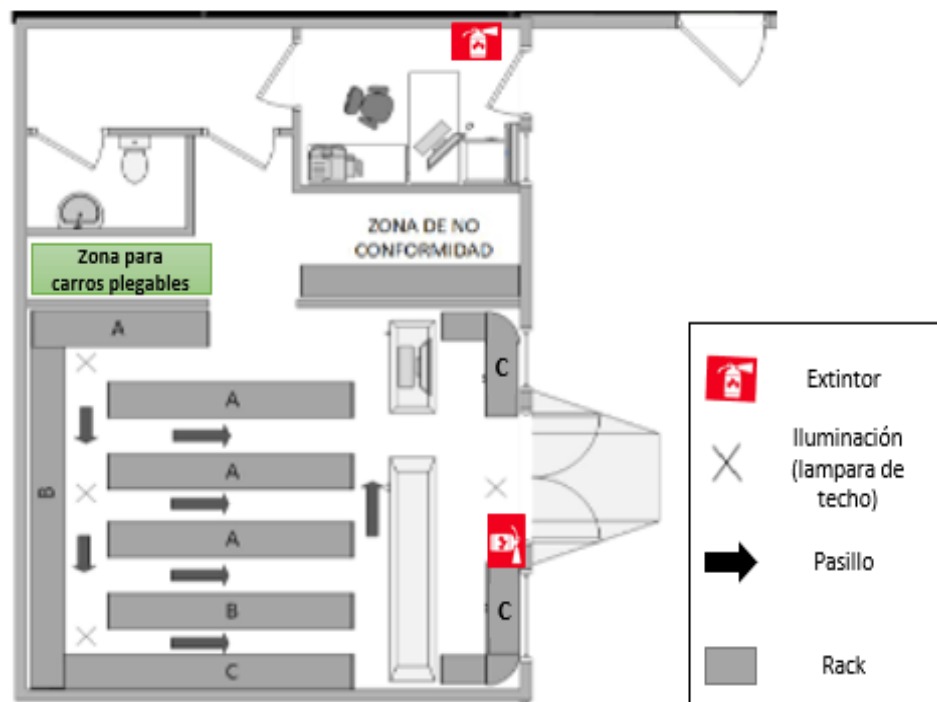 ZONA DE NO
CONFORMIDAD
Zona para
carros plegables
A
C
A
A
B
A
B
C
C
Extintor
Iluminación
(lampara de
techo)
Pasillo
Rack